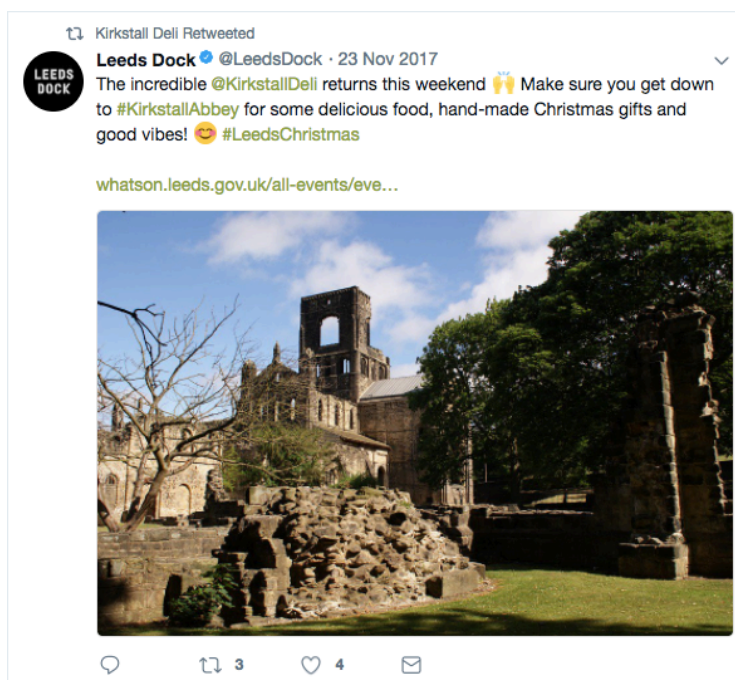 Kirkstall Deli Retweeted
LEEDS
DOCK
Leeds Dock @LeedsDock · 23 Nov 2017
The incredible @KirkstallDeli returns this weekend 🙌 Make sure you get down
to #KirkstallAbbey for some delicious food, hand-made Christmas gifts and
good vibes! 😊 #LeedsChristmas
whatson.leeds.gov.uk/all-events/eve...
3
4